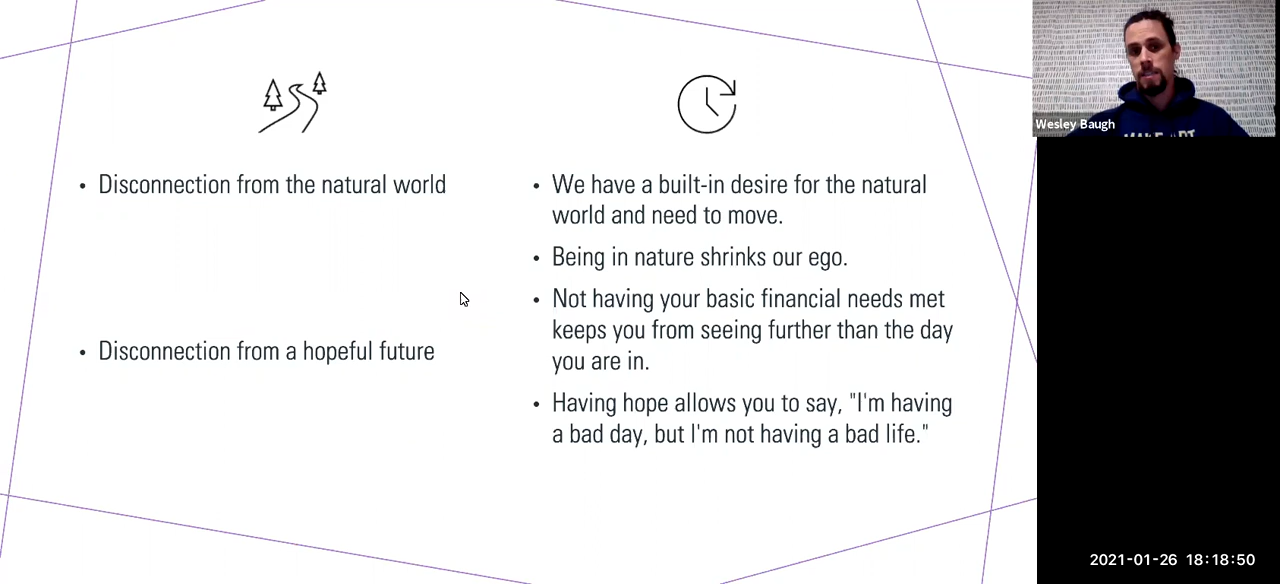 Disconnection from the natural world
Disconnection from a hopeful future
We have a built-in desire for the natural
world and need to move.
Being in nature shrinks our ego.
Not having your basic financial needs met
keeps you from seeing further than the day
you are in.
Having hope allows you to say, "I'm having
a bad day, but I'm not having a bad life."
Wesley Baugh
2021-01-26 18:18:50